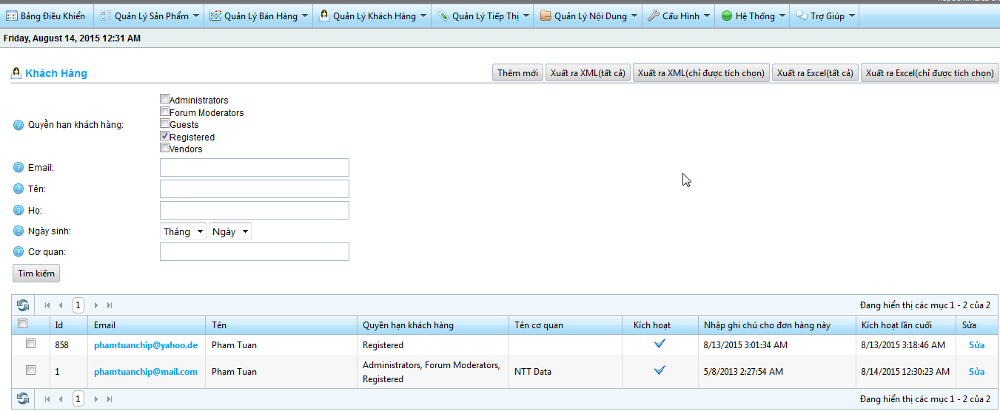 Bảng Điều Khiển Quản Lý Sản Phẩm Quản Lý Bán Hàng Quản Lý Khách Hàng Quản Lý Tiếp Thị Quản Lý Nội Dung Cấu Hình Hệ Thống Trợ Giúp
Friday, August 14, 2015 12:31 AM
Khách Hàng Thêm mới Xuất ra XML(tất cả) Xuất ra XML(chỉ được tích chọn) Xuất ra Excel(tất cả) Xuất ra Excel(chỉ được tích chọn)
Administrators
Forum Moderators
Quyền hạn khách hàng: Guests
Registered
Vendors
Email:
Tên:
Họ:
Ngày sinh: Tháng Ngày
Cơ quan:
Tìm kiếm
1 Đang hiển thị các mục 1 - 2 của 2
Id Email Tên Quyền hạn khách hàng Tên cơ quan Kích hoạt Nhập ghi chú cho đơn hàng này Kích hoạt lần cuối Sửa
858 phamtuanchip@yahoo.de Pham Tuan Registered 8/13/2015 3:01:34 AM 8/13/2015 3:18:46 AM Sửa
1 phamtuanchip@mail.com Pham Tuan Administrators, Forum Moderators, Registered NTT Data 5/8/2013 2:27:54 AM 8/14/2015 12:30:23 AM Sửa
1 Đang hiển thị các mục 1 - 2 của 2